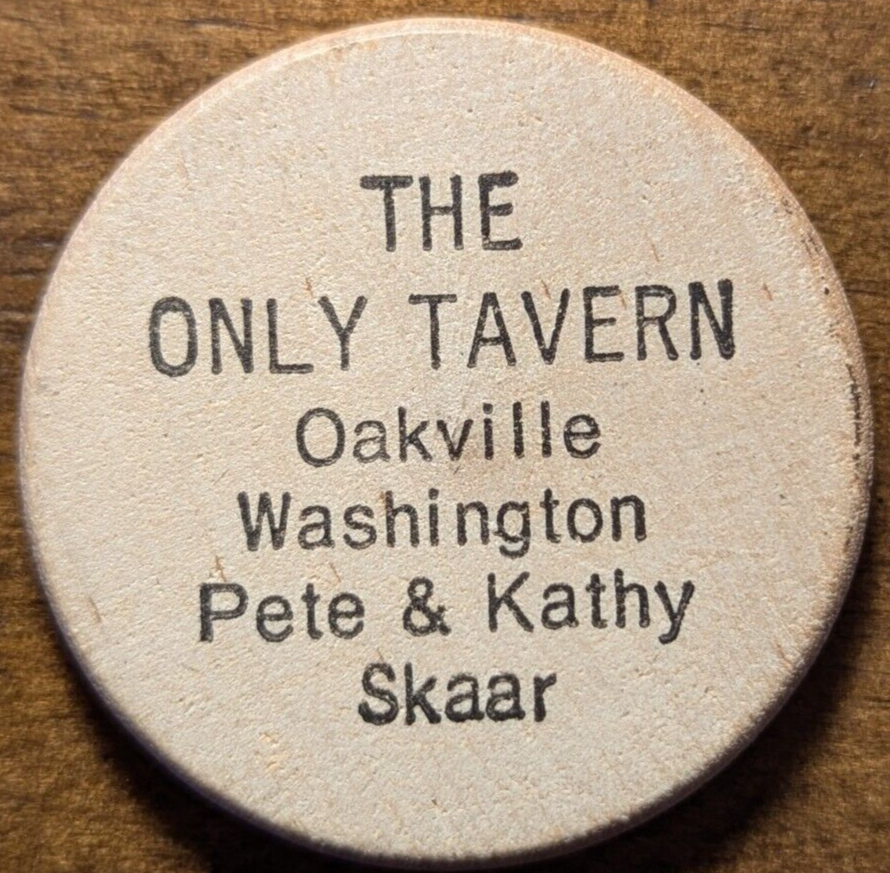 THE
ONLY TAVERN
Oakville
Washington
Pete & Kathy
Skaar